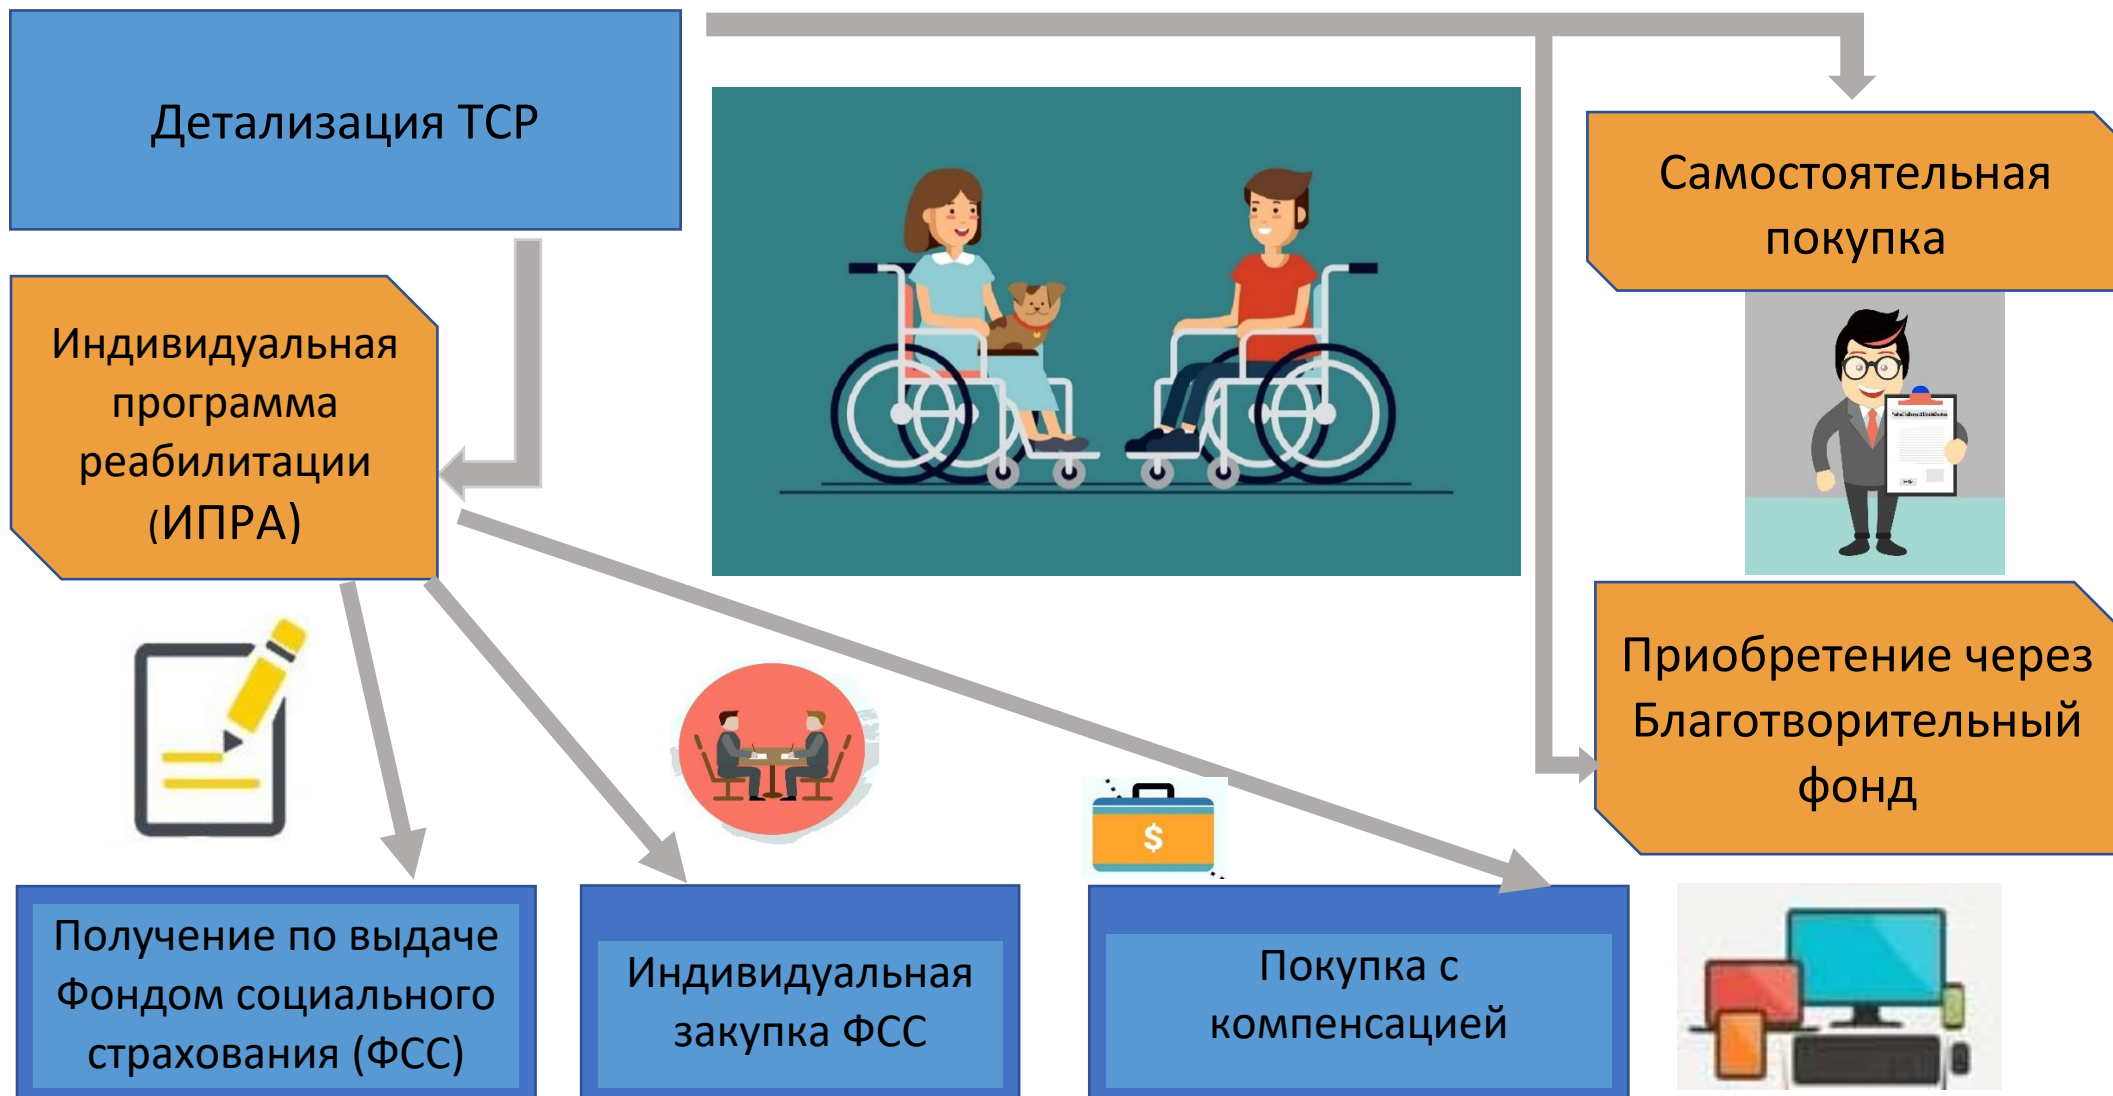 Детализация ТСР
Самостоятельная
покупка
Индивидуальная
программа
реабилитации
(ИПРА)
Приобретение через
Благотворительный
фонд
$
Получение по выдаче
Фондом социального
страхования (ФСС)
Индивидуальная
закупка ФСС
Покупка с
компенсацией